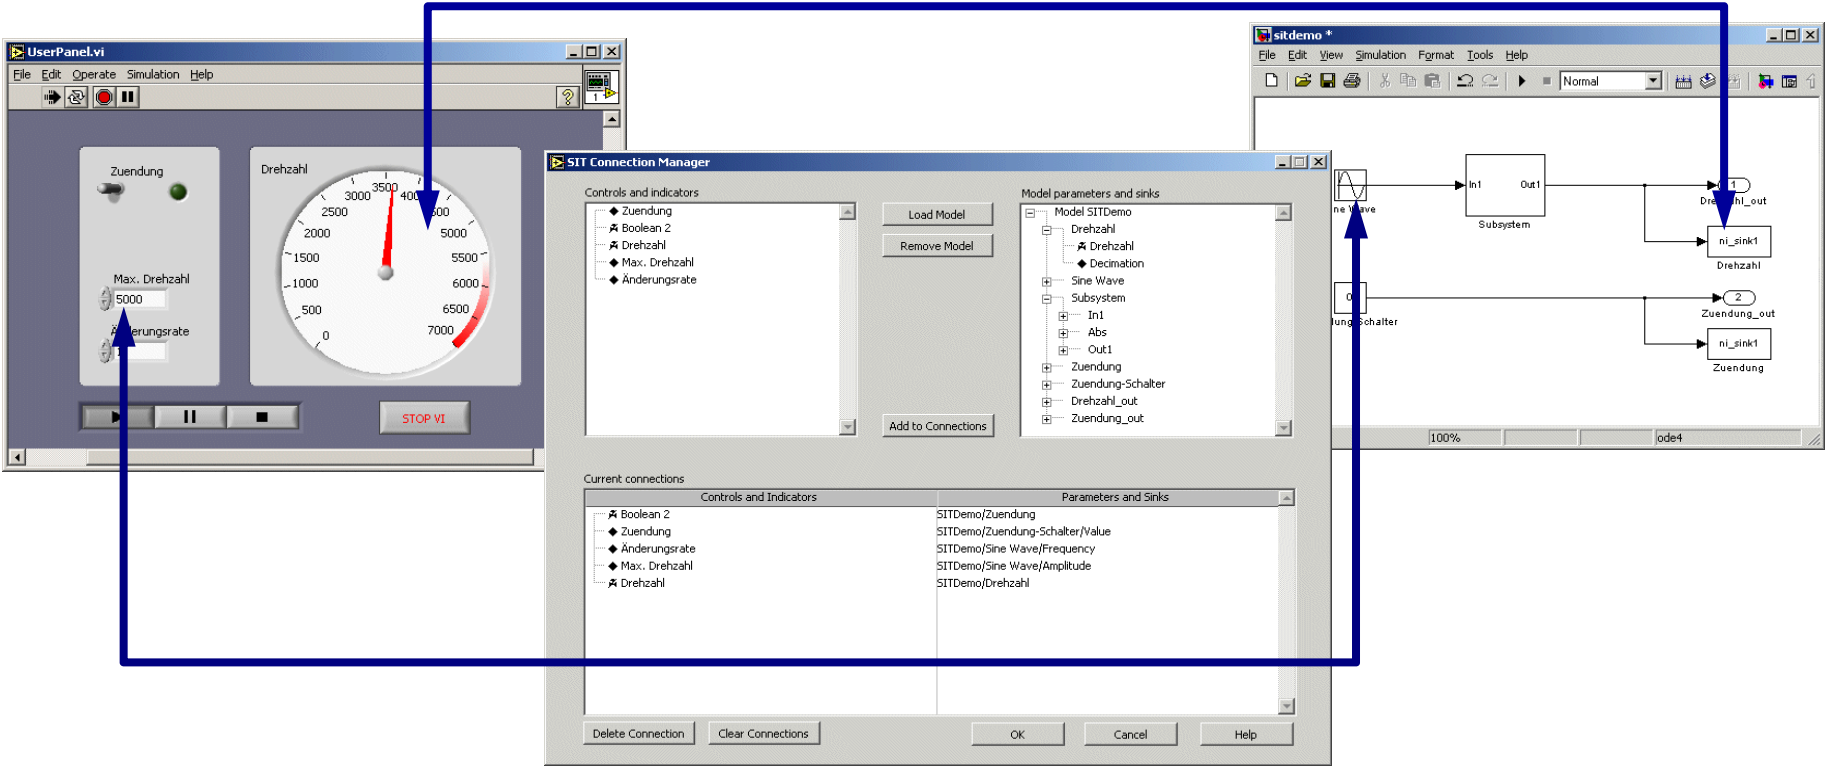 UserPanel.vi
File Edit Operate Simulation Help
1
Zuendung
Max. Drehzahl
5000
Drehzahl
0
500
1000
1500
2000
2500
3000
3500
5000
5500
6000
6500
7000
STOP VI
SIT Connection Manager
Controls and indicators
Zuendung
Boolean 2
Drehzahl
Max. Drehzahl
Änderungsrate
Load Model
Remove Model
Add to Connections
Model parameters and sinks
Model SITDemo
Drehzahl
Drehzahl
Decimation
Sine Wave
Subsystem
In1
Abs
Out1
Zuendung
Zuendung-Schalter
Drehzahl_out
Zuendung_out
Current connections
Controls and Indicators Parameters and Sinks
Boolean 2 SITDemo/Zuendung
Zuendung SITDemo/Zuendung-Schalter/Value
Änderungsrate SITDemo/Sine Wave/Frequency
Max. Drehzahl SITDemo/Sine Wave/Amplitude
Drehzahl SITDemo/Drehzahl
Delete Connection Clear Connections OK Cancel Help
sitdemo *
File Edit View Simulation Format Tools Help
Normal
In1 Out1
Subsystem
1
ni_sink1
Drehzahl
2
Zuendung_out
ni_sink1
Zuendung
100% ode4